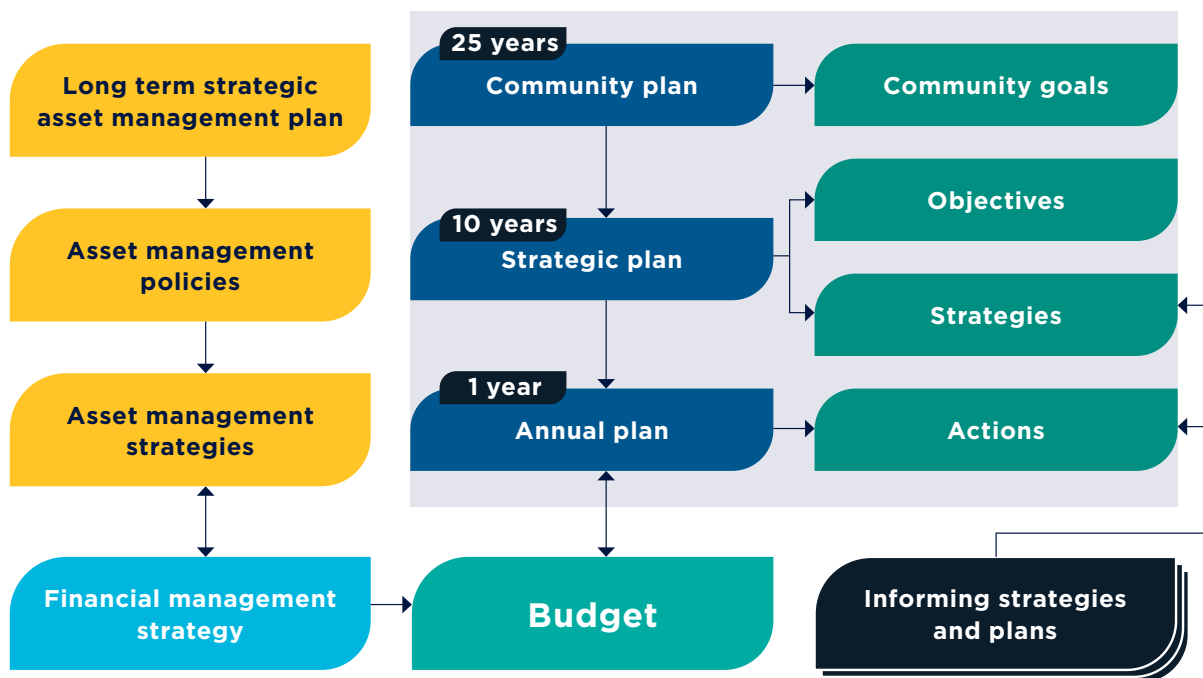 Long term strategic
asset management plan
Asset management
policies
Asset management
strategies
Financial management
strategy
25 years
Community plan
Community goals
10 years
Strategic plan
Objectives
Strategies
1 year
Annual plan
Actions
Budget
Informing strategies
and plans